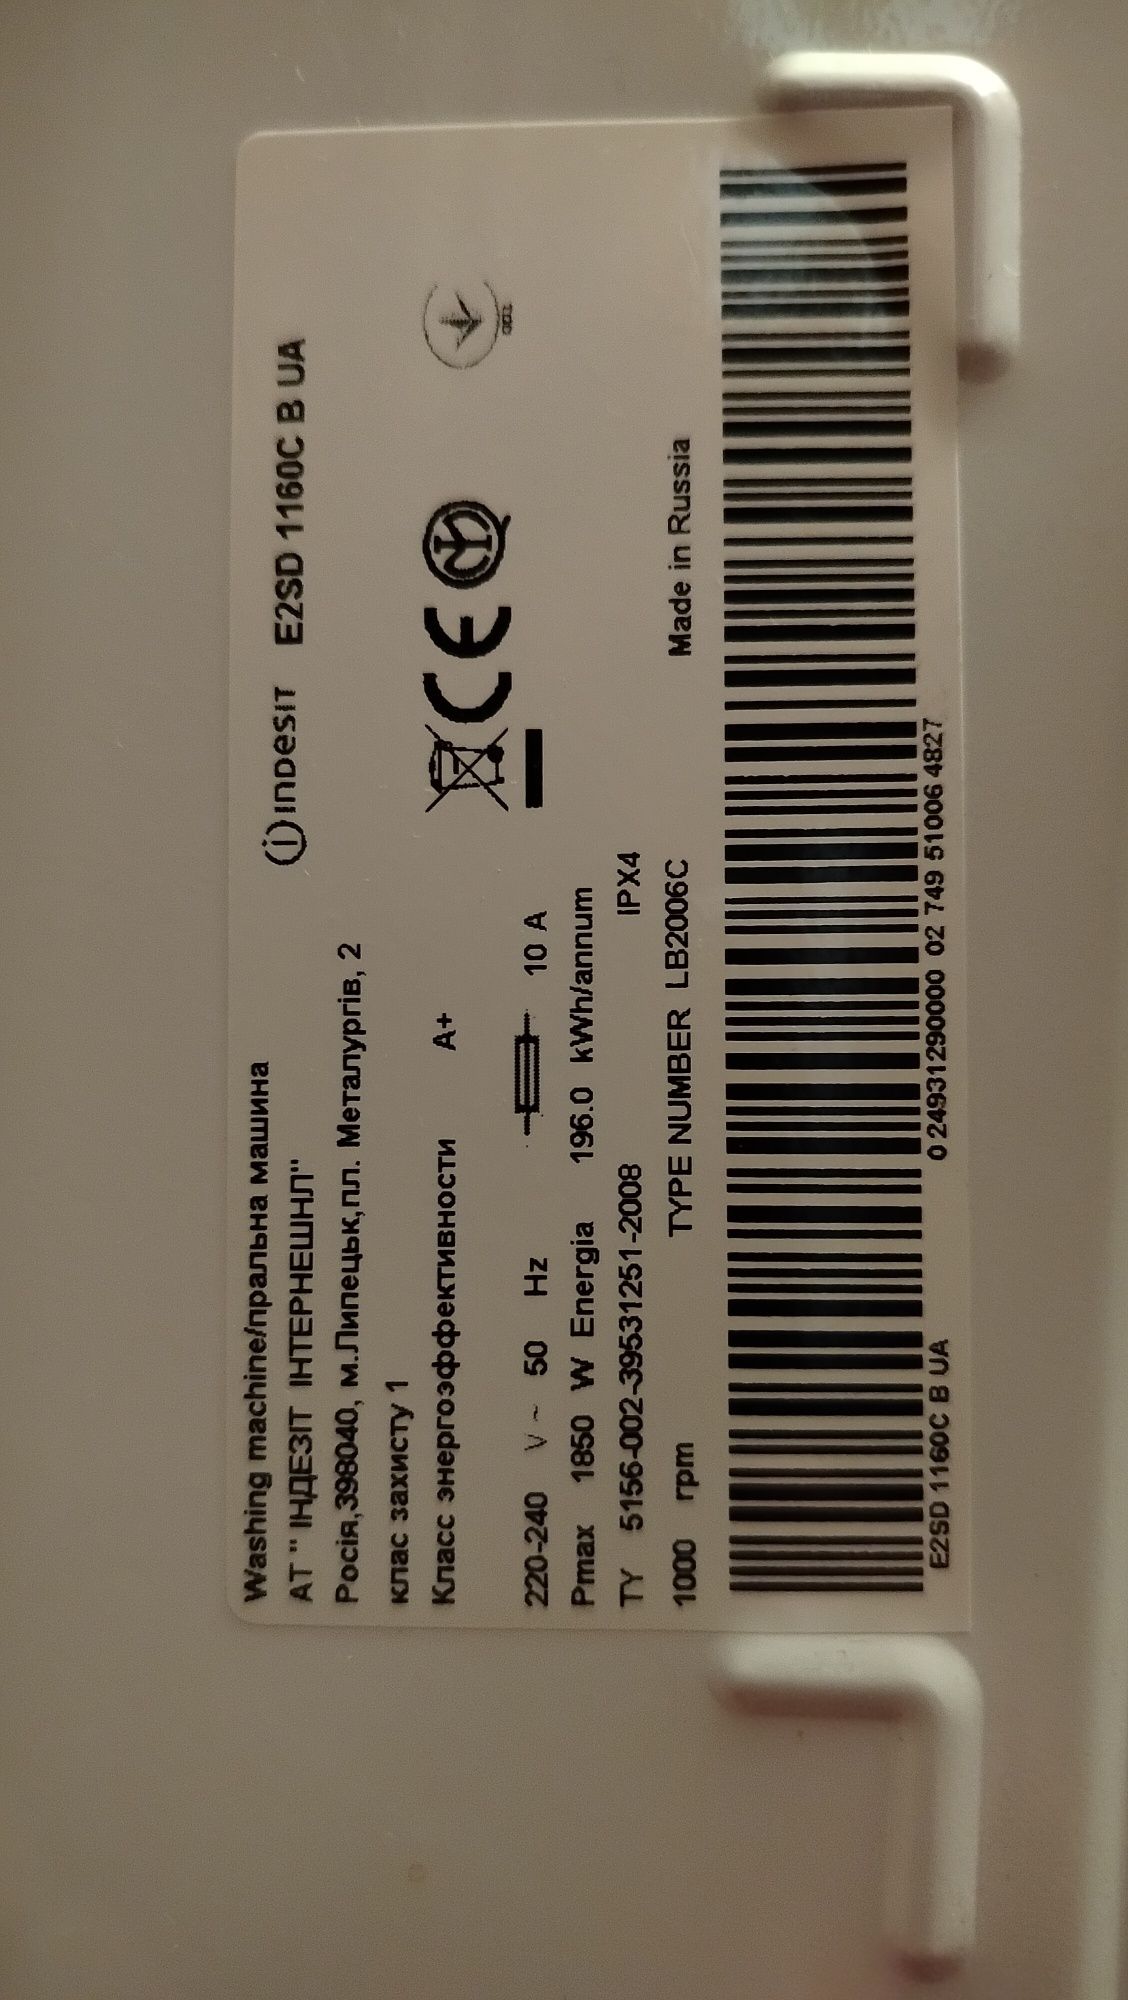 Washing machine/пральна машина
АТ " ІНДЕЗІТ ІНТЕРНЕШНЛ"
INDESIT E2SD 1160C B UA
Росія,398040, м.Липецьк,пл. Металургів, 2
клас захисту 1
Класс энергоэффективности A+
CE
220-240 V ~ 50 Hz 10 A
Pmax 1850 W Energia 196.0 kWh/annum
ТУ 5156-002-39531251-2008 IPX4
1000 rpm TYPE NUMBER LB2006C Made in Russia
E2SD 1160C B UA 0 24931290000 02 749 51006 4827